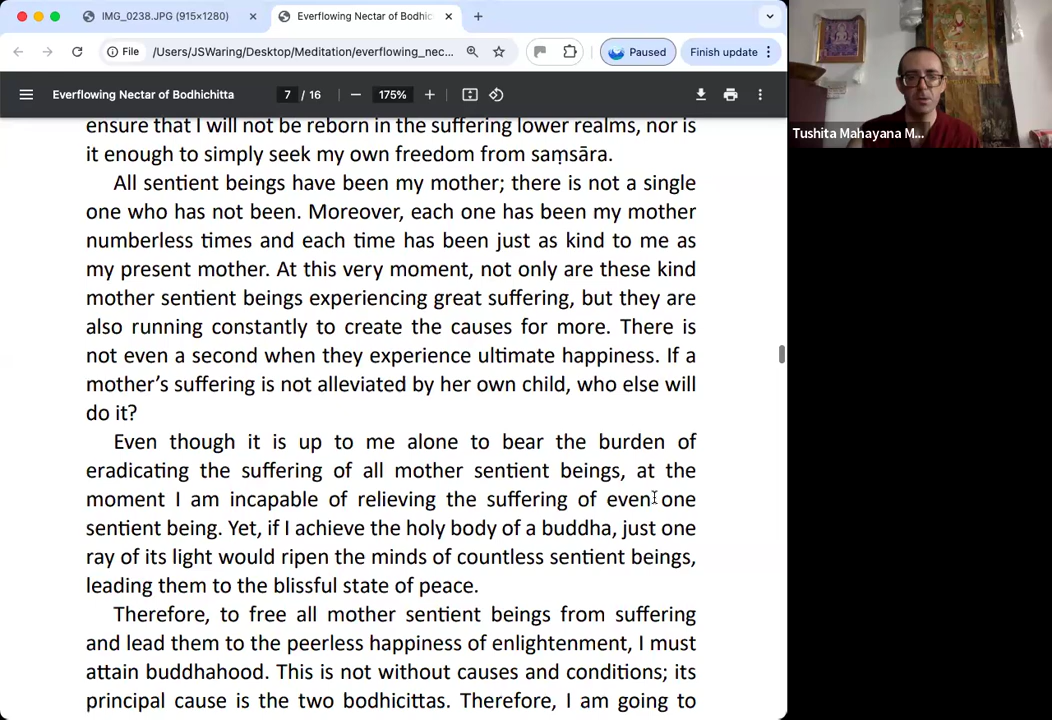 IMG_0238.JPG (915×1280)
Everflowing Nectar of Bodhic
File
/Users/JSWaring/Desktop/Meditation/everflowing_nec...
Paused
Finish update
Everflowing Nectar of Bodhichitta
7 / 16
175%
Tushita Mahayana M...
ensure that I will not be reborn in the suffering lower realms, nor is
it enough to simply seek my own freedom from saṃsāra.
All sentient beings have been my mother; there is not a single
one who has not been. Moreover, each one has been my mother
numberless times and each time has been just as kind to me as
my present mother. At this very moment, not only are these kind
mother sentient beings experiencing great suffering, but they are
also running constantly to create the causes for more. There is
not even a second when they experience ultimate happiness. If a
mother’s suffering is not alleviated by her own child, who else will
do it?
Even though it is up to me alone to bear the burden of
eradicating the suffering of all mother sentient beings, at the
moment I am incapable of relieving the suffering of even one
sentient being. Yet, if I achieve the holy body of a buddha, just one
ray of its light would ripen the minds of countless sentient beings,
leading them to the blissful state of peace.
Therefore, to free all mother sentient beings from suffering
and lead them to the peerless happiness of enlightenment, I must
attain buddhahood. This is not without causes and conditions; its
principal cause is the two bodhicittas. Therefore, I am going to